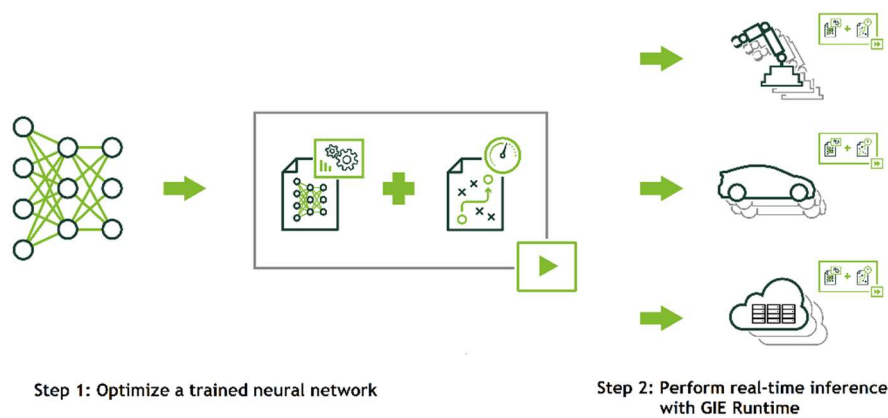 Step 1: Optimize a trained neural network
Step 2: Perform real-time inference
with GIE Runtime